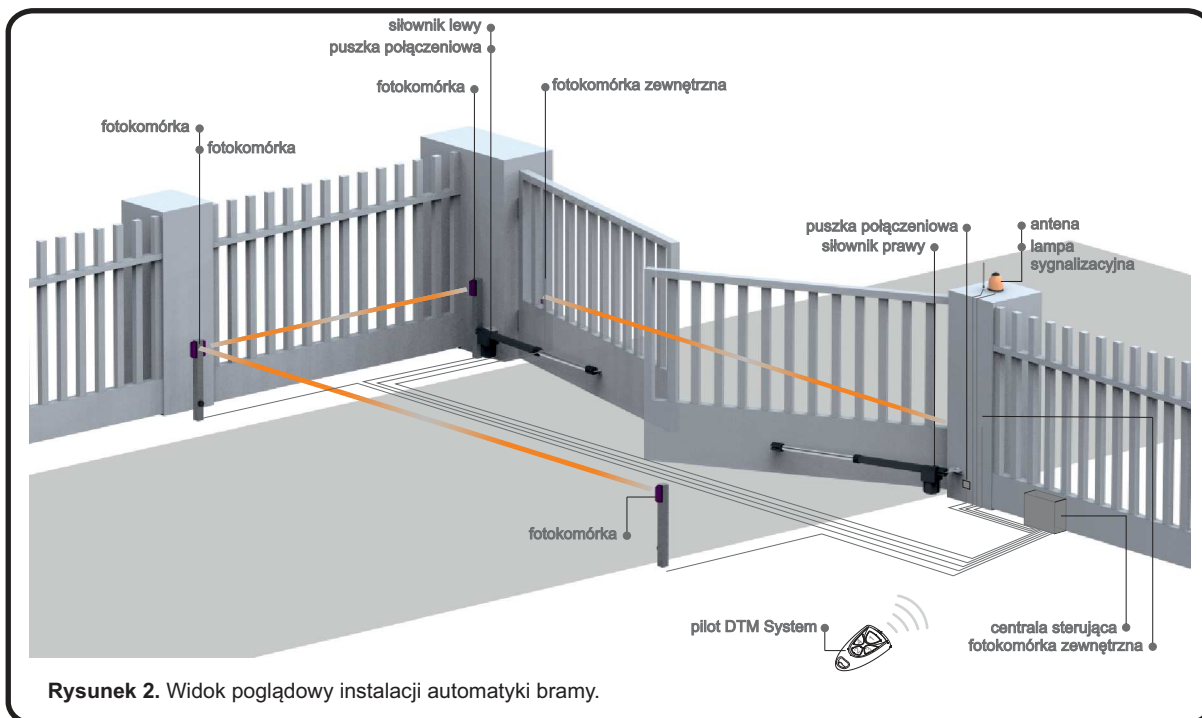 siłownik lewy
puszka połączeniowa
fotokomórka
fotokomórka zewnętrzna
fotokomórka
fotokomórka
puszka połączeniowa
siłownik prawy
antena
lampa
sygnalizacyjna
fotokomórka
pilot DTM System
centrala sterująca
fotokomórka zewnętrzna
Rysunek 2. Widok poglądowy instalacji automatyki bramy.